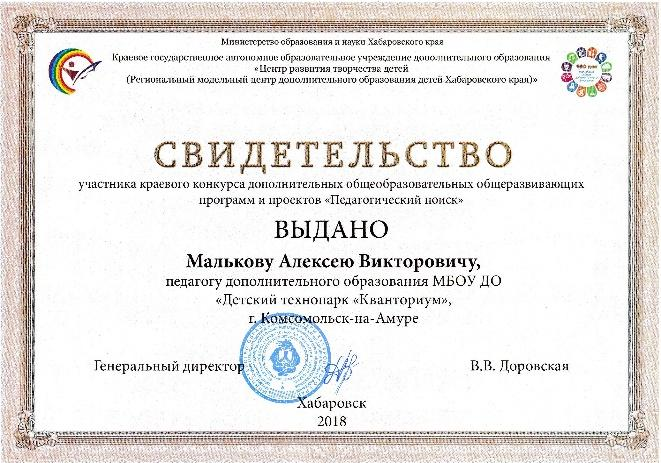 Министерство образования и науки Хабаровского края
Краевое государственное автономное образовательное учреждение дополнительного образования
«Центр развития творчества детей
(Региональный модельный центр дополнительного образования детей Хабаровского края)»
СВИДЕТЕЛЬСТВО
участника краевого конкурса дополнительных общеобразовательных общеразвивающих
программ и проектов «Педагогический поиск»
ВЫДАНО
Малькову Алексею Викторовичу,
педагогу дополнительного образования МБОУ ДО
«Детский технопарк «Кванториум»,
г. Комсомольск-на-Амуре
Генеральный директор
В.В. Доровская
Хабаровск
2018